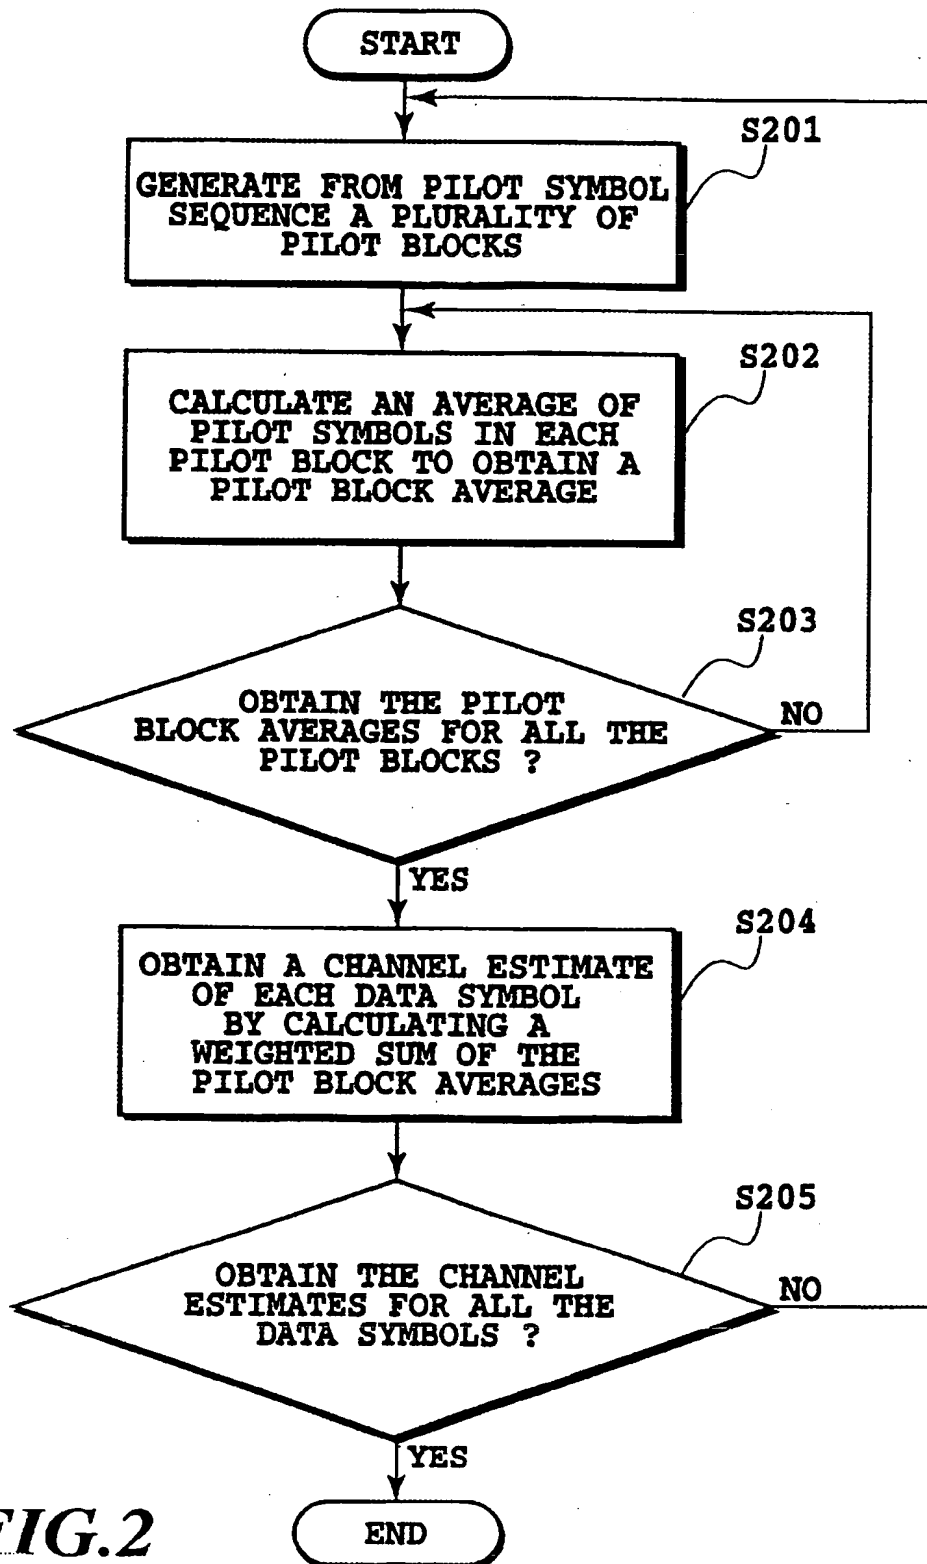 START
S201
GENERATE FROM PILOT SYMBOL
SEQUENCE A PLURALITY OF
PILOT BLOCKS
S202
CALCULATE AN AVERAGE OF
PILOT SYMBOLS IN EACH
PILOT BLOCK TO OBTAIN A
PILOT BLOCK AVERAGE
S203
OBTAIN THE PILOT
BLOCK AVERAGES FOR ALL THE
PILOT BLOCKS ?
NO
YES
S204
OBTAIN A CHANNEL ESTIMATE
OF EACH DATA SYMBOL
BY CALCULATING A
WEIGHTED SUM OF THE
PILOT BLOCK AVERAGES
S205
OBTAIN THE CHANNEL
ESTIMATES FOR ALL THE
DATA SYMBOLS ?
NO
YES
END
FIG.2